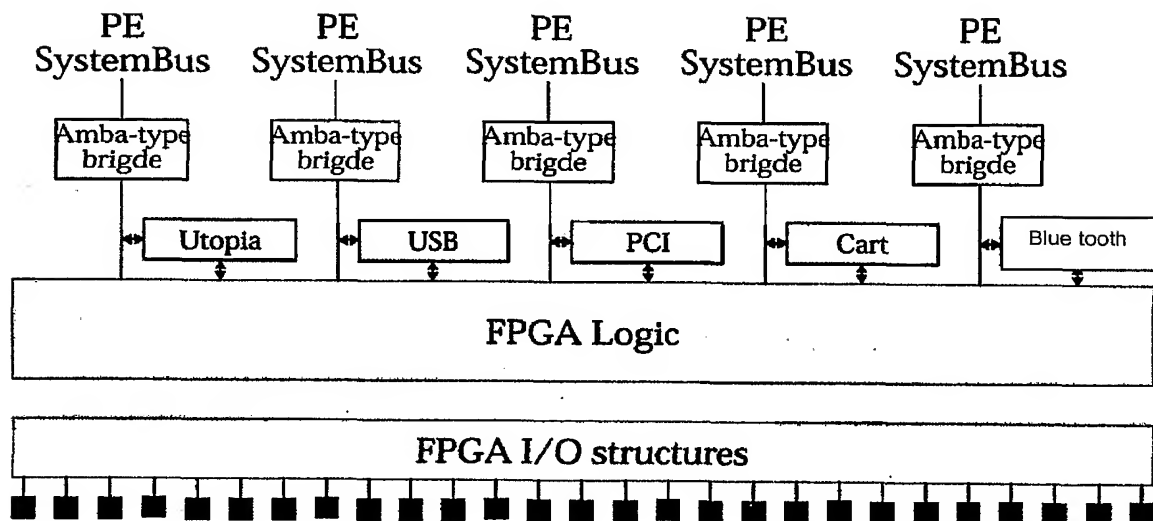 PE PE PE PE PE
SystemBus SystemBus SystemBus SystemBus SystemBus
Amba-type Amba-type Amba-type Amba-type Amba-type
brigde brigde brigde brigde brigde
Utopia USB PCI Cart Blue tooth
FPGA Logic
FPGA I/O structures